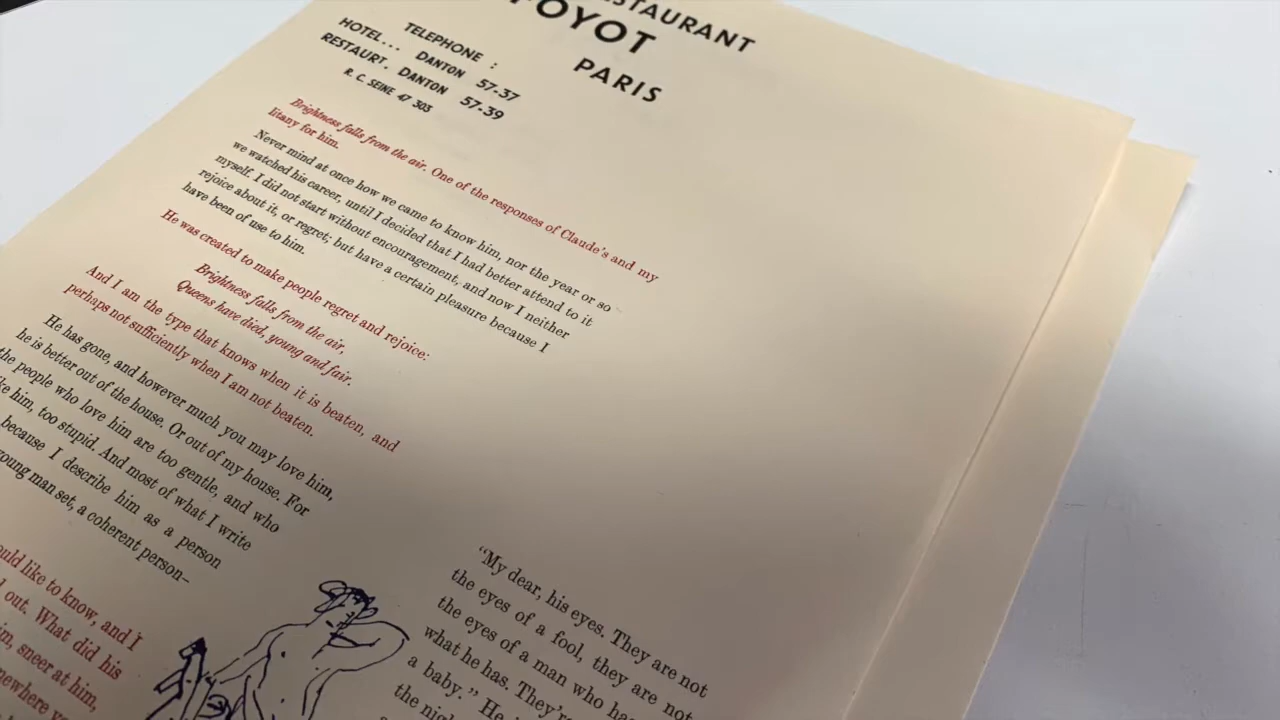 RESTAURANT
FOYOT
PARIS
TELEPHONE :
HOTEL... DANTON 57-37
RESTAURT. DANTON 57-39
R. C. SEINE 47 303
Brightness falls from the air. One of the responses of Claude's and my
litany for him.
Never mind at once how we came to know him, nor the year or so
we watched his career, until I decided that I had better attend to it
myself. I did not start without encouragement, and now I neither
rejoice about it, or regret; but have a certain pleasure because I
have been of use to him.
He was created to make people regret and rejoice:
Brightness falls from the air,
Queens have died, young and fair.
And I am the type that knows when it is beaten, and
perhaps not sufficiently when I am not beaten.
He has gone, and however much you may love him,
he is better out of the house. Or out of my house. For
the people who love him are too gentle, and who
him, too stupid. And most of what I write
because I describe him as a person
young man set, a coherent person–
would like to know, and I
out. What did his
him, sneer at him,
"My dear, his eyes. They are not
the eyes of a fool, they are not
the eyes of a man who has
what he has. They're
a baby." He
the